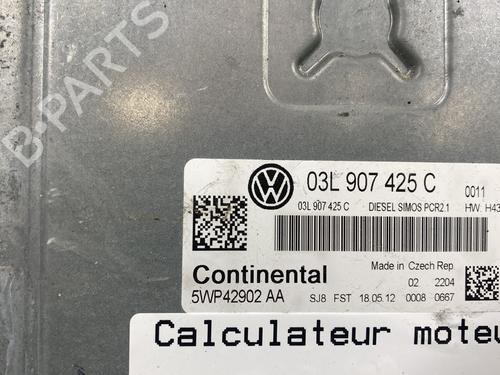 B-PARTS
03L 907 425 C
0011
03L 907 425 C DIESEL SIMOS PCR2.1 HW: H43
Continental
Made in Czech Rep
5WP42902 AA
02 2204
SJ8 FST 18.05.12 0008 0667
Calculateur moteu